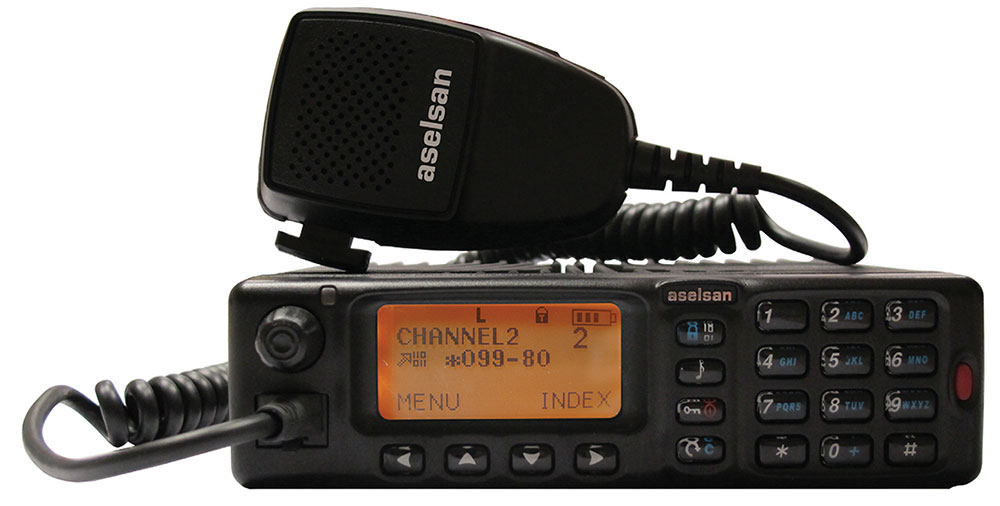 aselsan
aselsan
L
CHANNEL2 2
*099-80
MENU INDEX
1 2 ABC 3 DEF
4 GHI 5 JKL 6 MNO
7 PQRS 8 TUV 9 WXYZ
* 0 + #
C